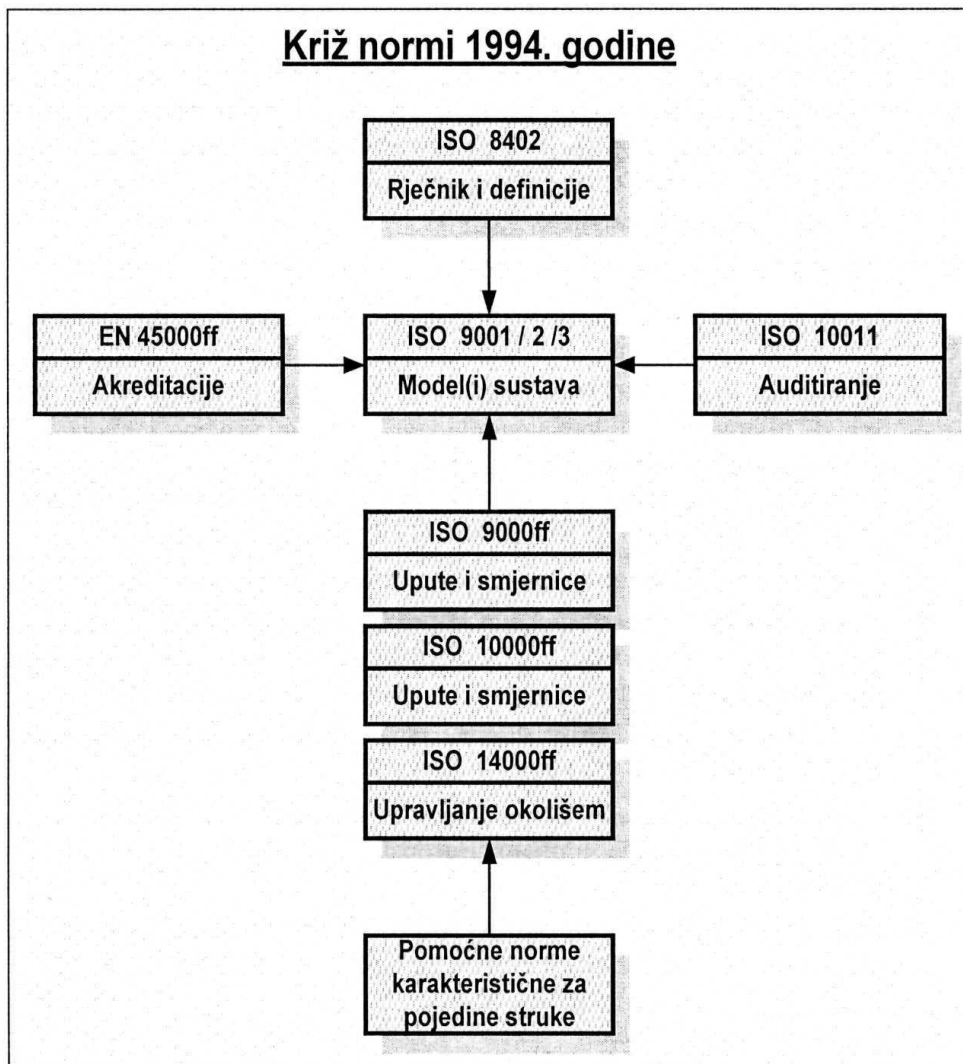 Križ normi 1994. godine
ISO 8402
Rječnik i definicije
EN 45000ff
Akreditacije
ISO 9001 / 2 /3
Model(i) sustava
ISO 10011
Auditiranje
ISO 9000ff
Upute i smjernice
ISO 10000ff
Upute i smjernice
ISO 14000ff
Upravljanje okolišem
Pomoćne norme
karakteristične za
pojedine struke